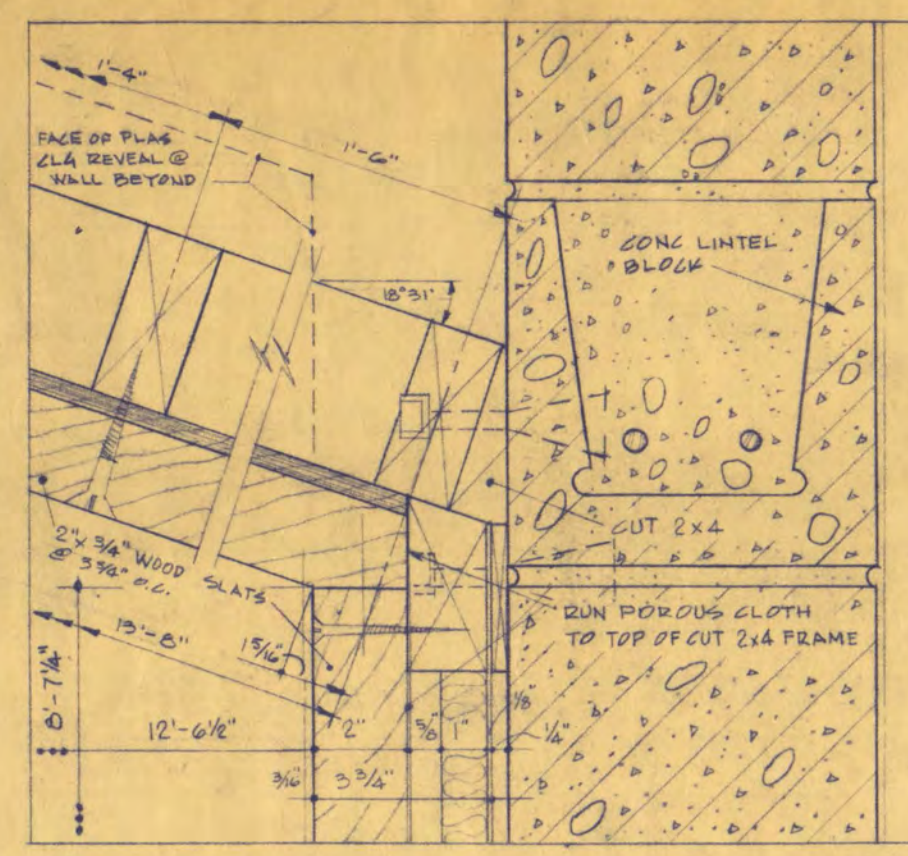 1'-4"
1'-6"
FACE OF PLAS
CLG REVEAL @
WALL BEYOND
CONC LINTEL
BLOCK
18°31'
CUT 2x4
2"x 3/4" WOOD SLATS
@ 3 3/4" O.C.
RUN POROUS CLOTH
TO TOP OF CUT 2x4 FRAME
13'-8"
1 5/16"
8'-7 1/4"
12'-6 1/2"
2"
5/8"
1"
1/8"
1/4"
3/16"
3 3/4"